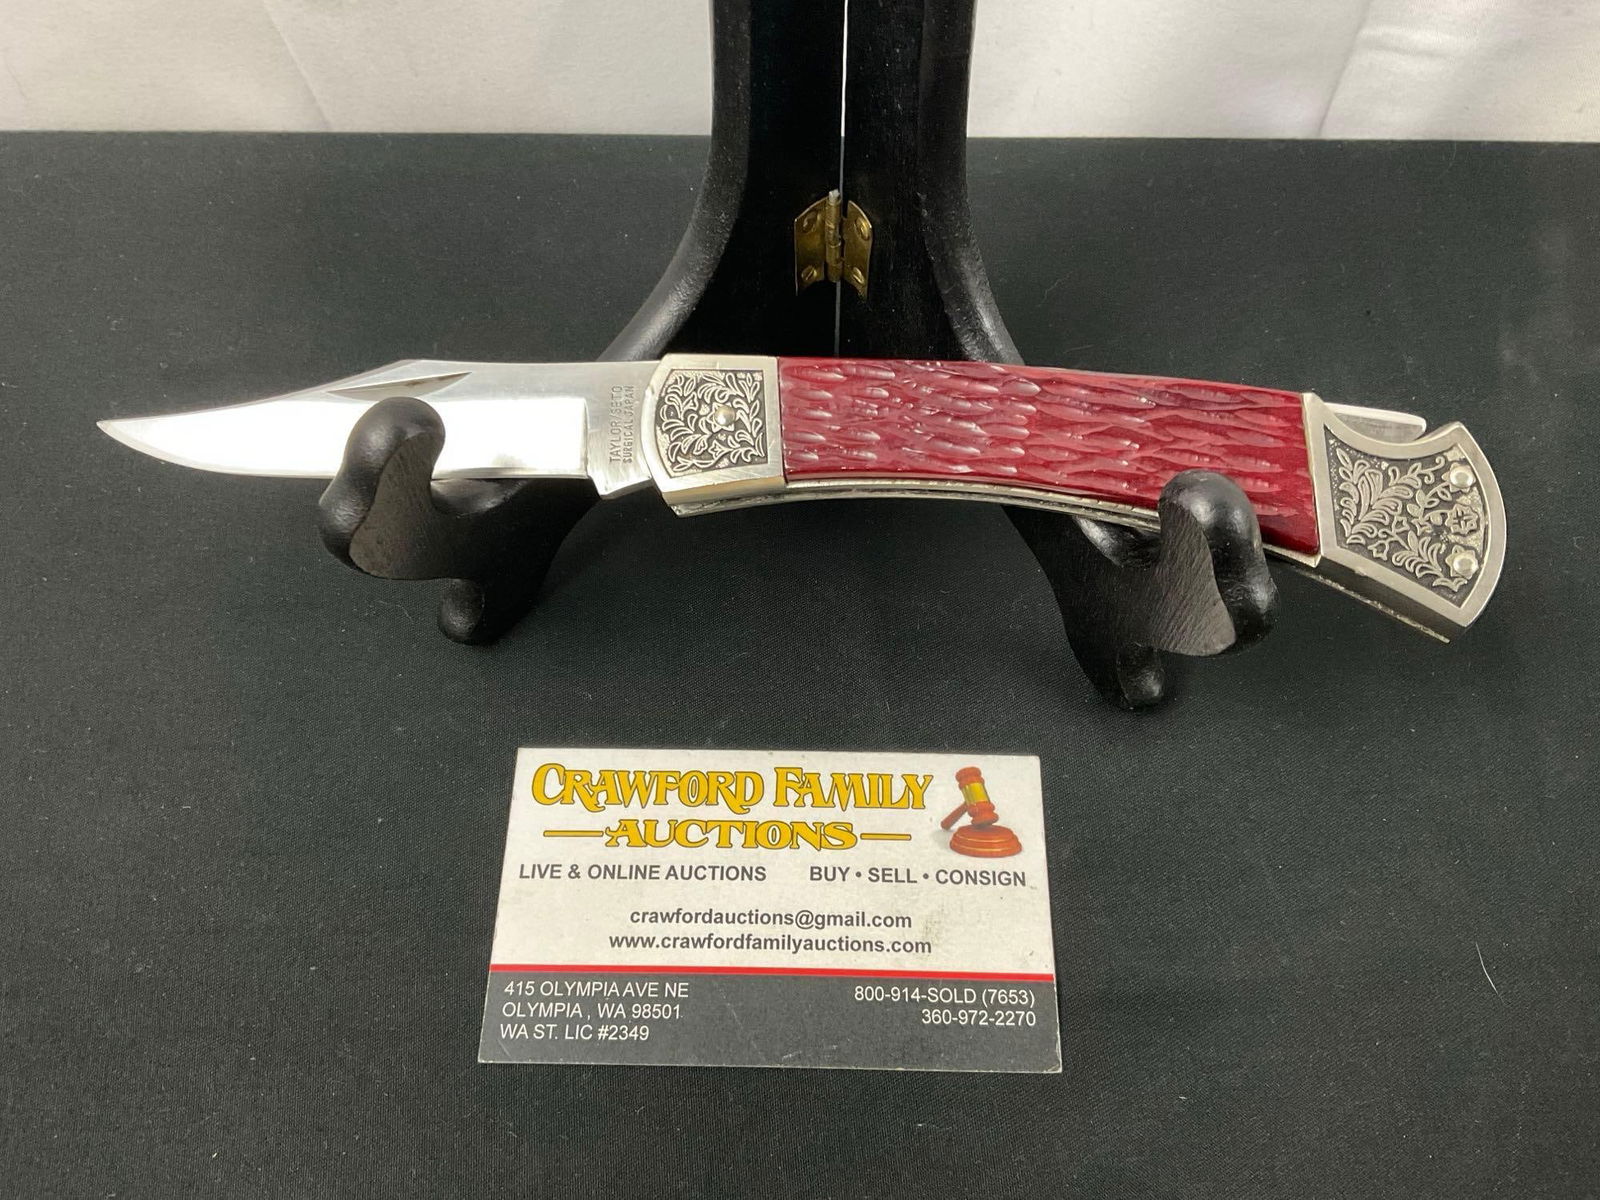 TAYLOR/SETO
SURGICAL JAPAN
CRAWFORD FAMILY
AUCTIONS
LIVE & ONLINE AUCTIONS BUY • SELL • CONSIGN
crawfordauctions@gmail.com
www.crawfordfamilyauctions.com
415 OLYMPIA AVE NE 800-914-SOLD (7653)
OLYMPIA , WA 98501 360-972-2270
WA ST. LIC #2349